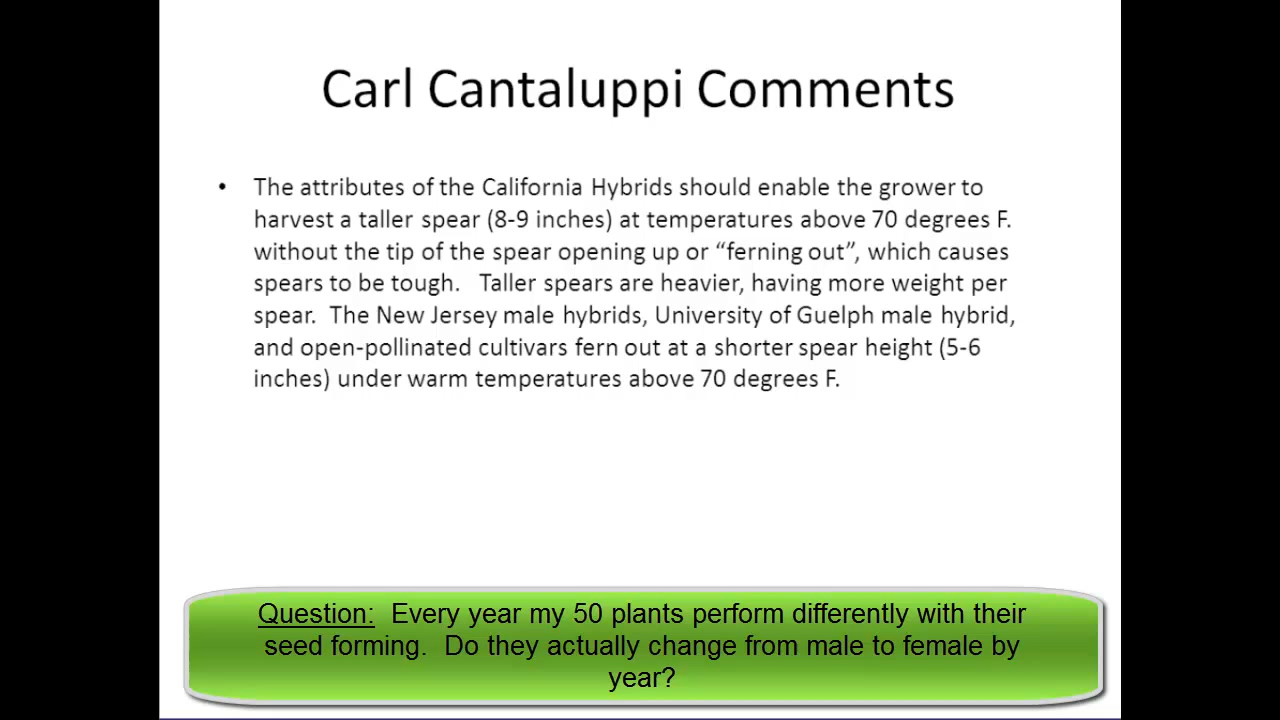 Carl Cantaluppi Comments
• The attributes of the California Hybrids should enable the grower to
harvest a taller spear (8-9 inches) at temperatures above 70 degrees F.
without the tip of the spear opening up or “ferning out”, which causes
spears to be tough.   Taller spears are heavier, having more weight per
spear.  The New Jersey male hybrids, University of Guelph male hybrid,
and open-pollinated cultivars fern out at a shorter spear height (5-6
inches) under warm temperatures above 70 degrees F.
Question:  Every year my 50 plants perform differently with their
seed forming.  Do they actually change from male to female by
year?